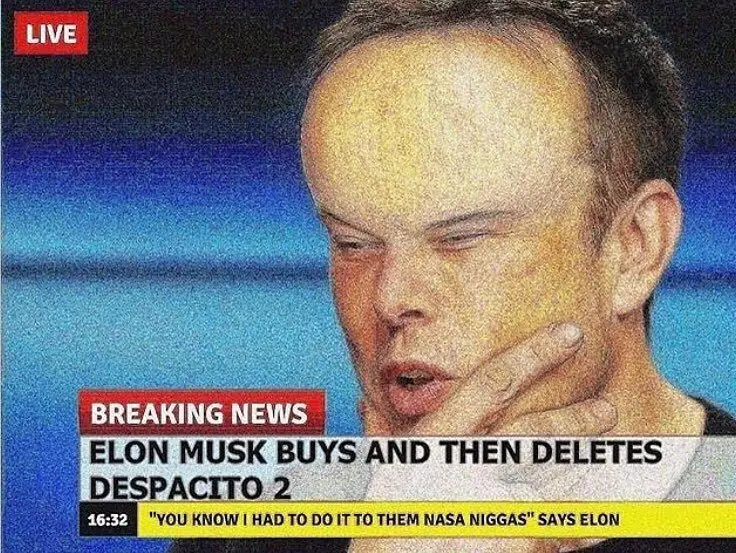 LIVE
BREAKING NEWS
ELON MUSK BUYS AND THEN DELETES
DESPACITO 2
16:32 "YOU KNOW I HAD TO DO IT TO THEM NASA NIGGAS" SAYS ELON